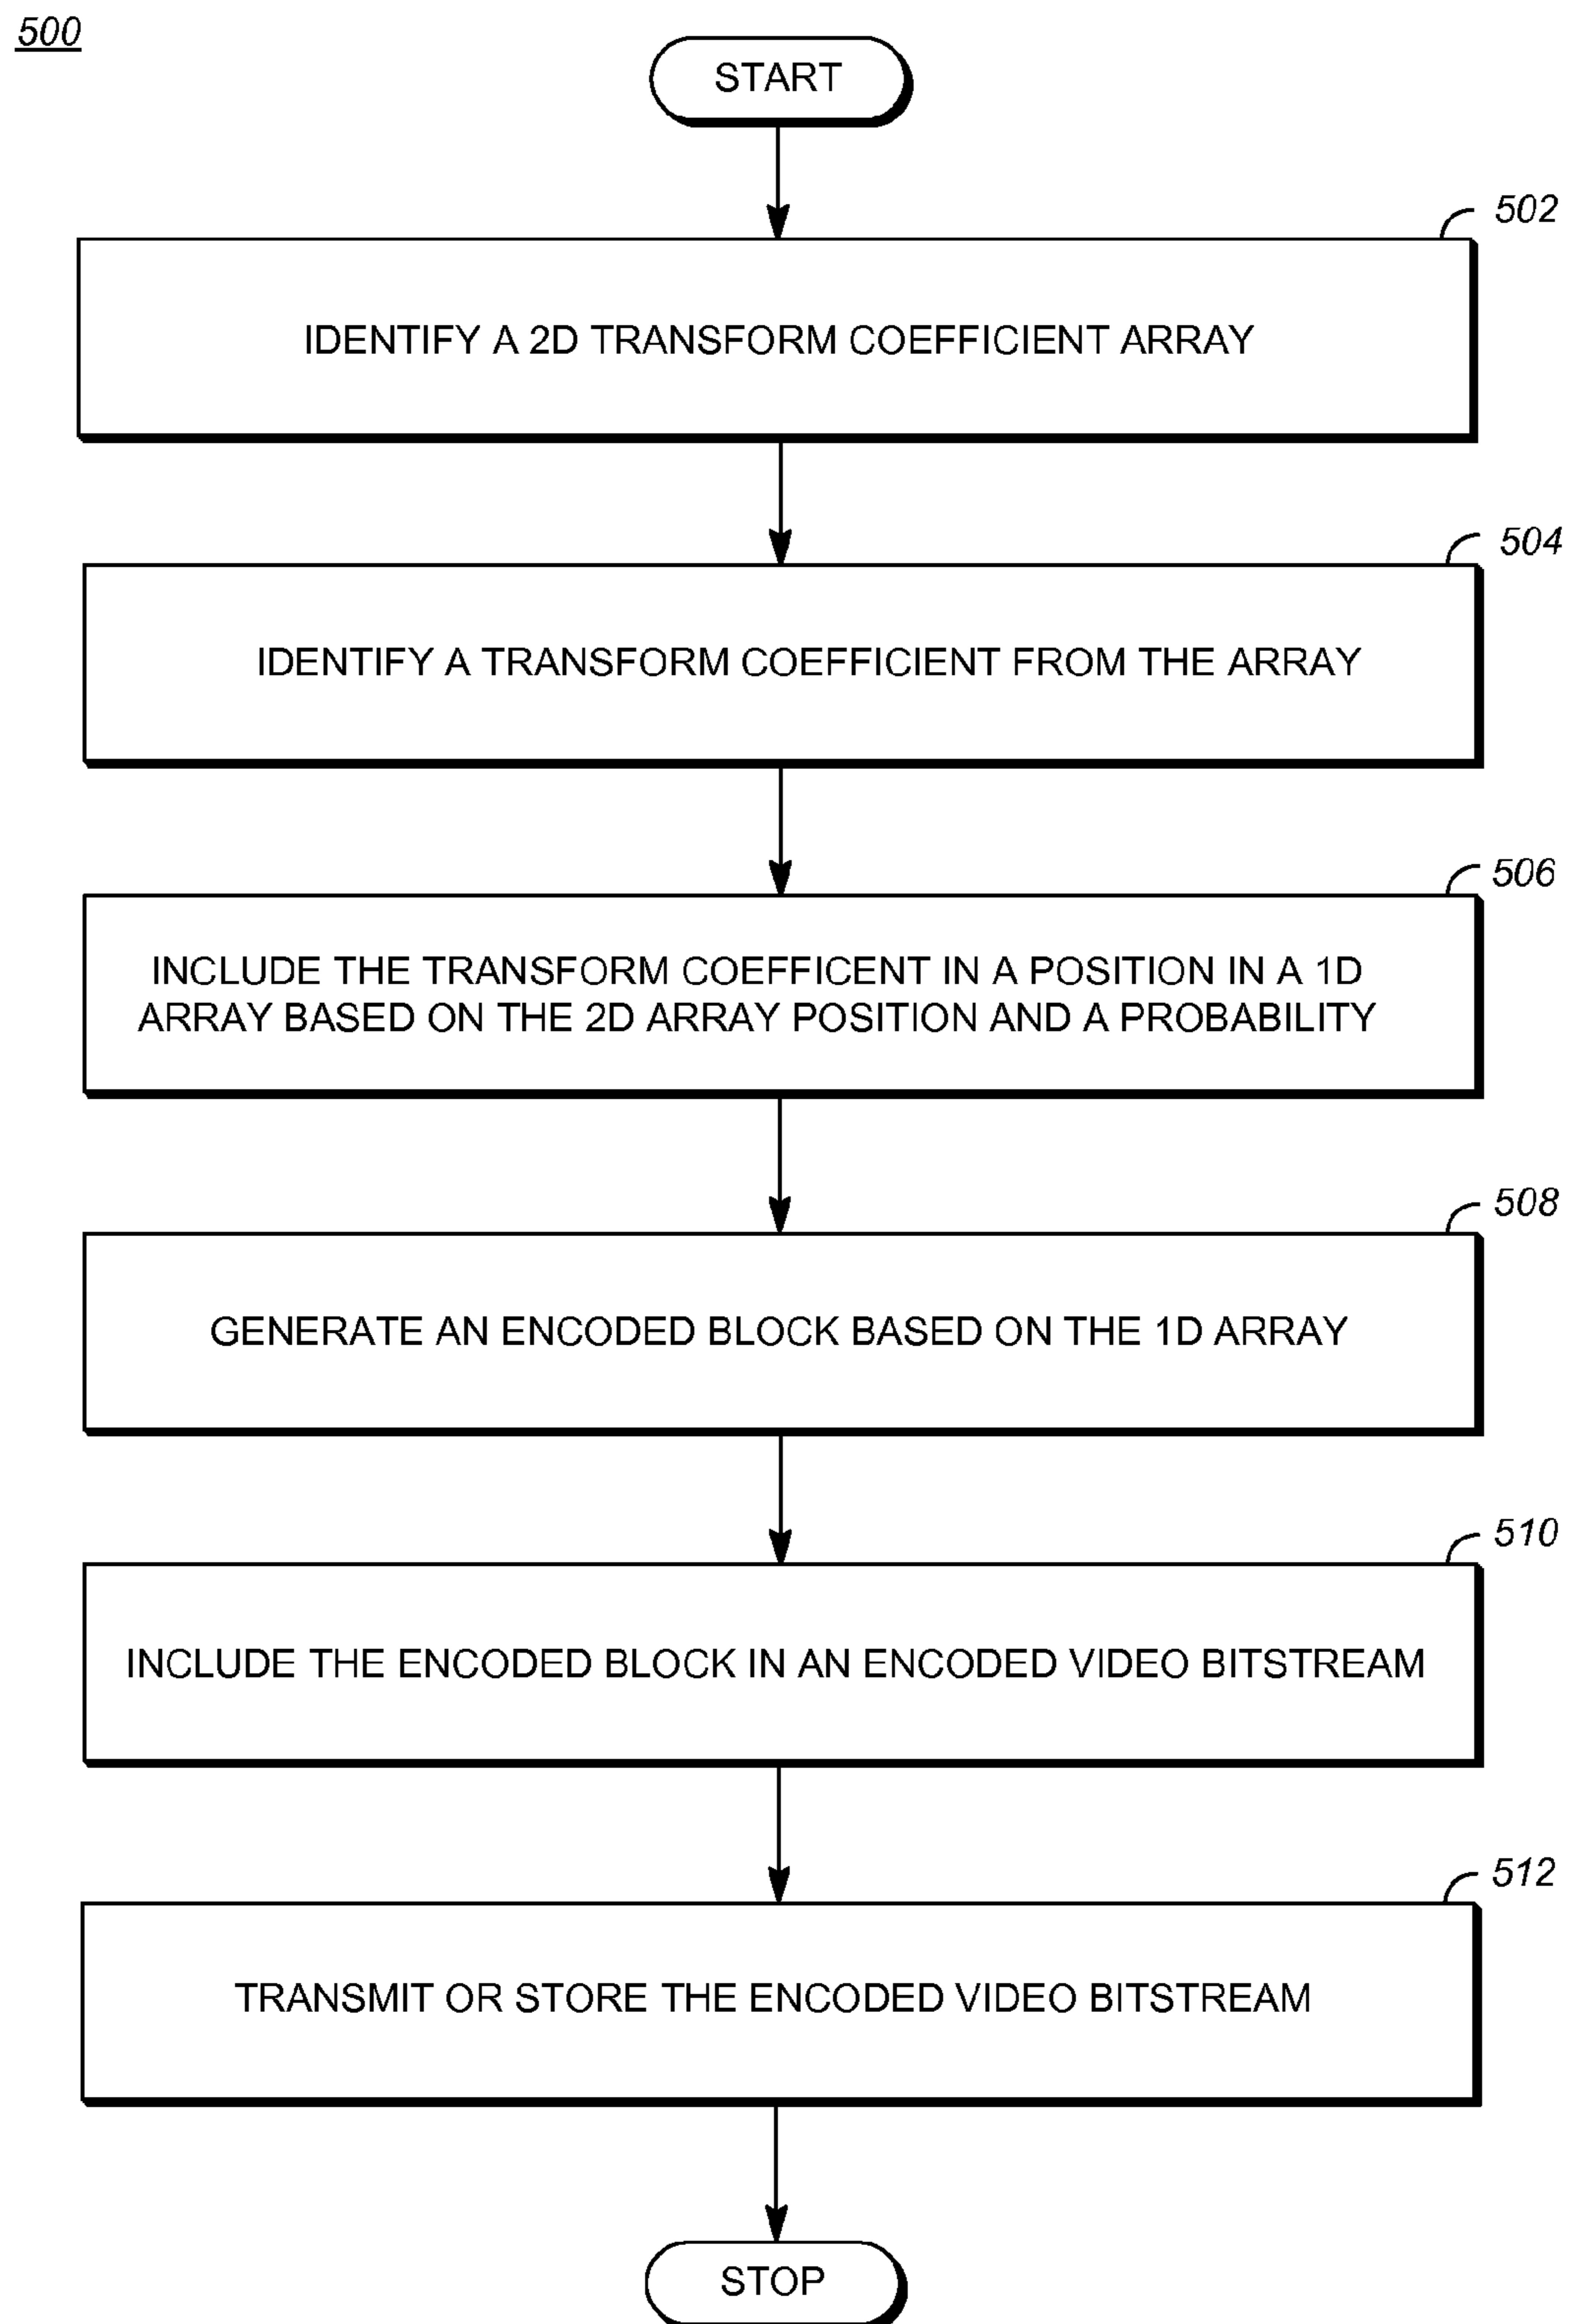 500
START
502
IDENTIFY A 2D TRANSFORM COEFFICIENT ARRAY
504
IDENTIFY A TRANSFORM COEFFICIENT FROM THE ARRAY
506
INCLUDE THE TRANSFORM COEFFICENT IN A POSITION IN A 1D
ARRAY BASED ON THE 2D ARRAY POSITION AND A PROBABILITY
508
GENERATE AN ENCODED BLOCK BASED ON THE 1D ARRAY
510
INCLUDE THE ENCODED BLOCK IN AN ENCODED VIDEO BITSTREAM
512
TRANSMIT OR STORE THE ENCODED VIDEO BITSTREAM
STOP